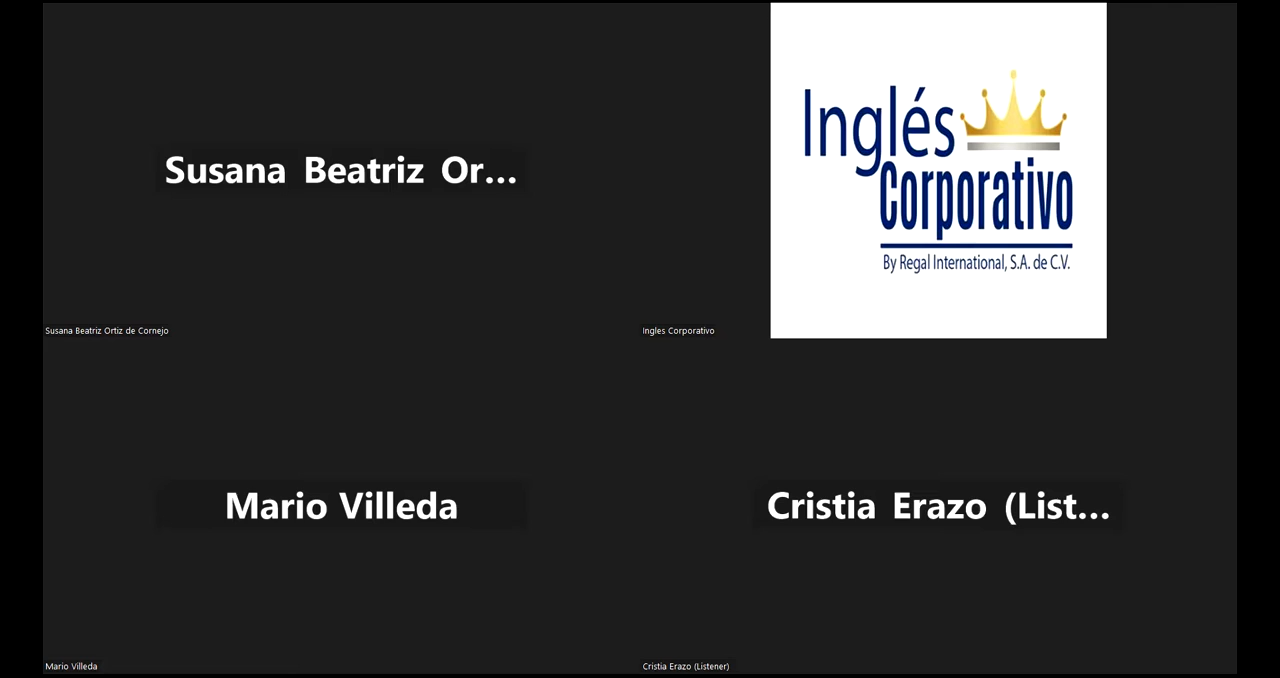 Susana Beatriz Or...
Susana Beatriz Ortiz de Cornejo
Inglés
Corporativo
By Regal International, S.A. de C.V.
Ingles Corporativo
Mario Villeda
Mario Villeda
Cristia Erazo (List...
Cristia Erazo (Listener)